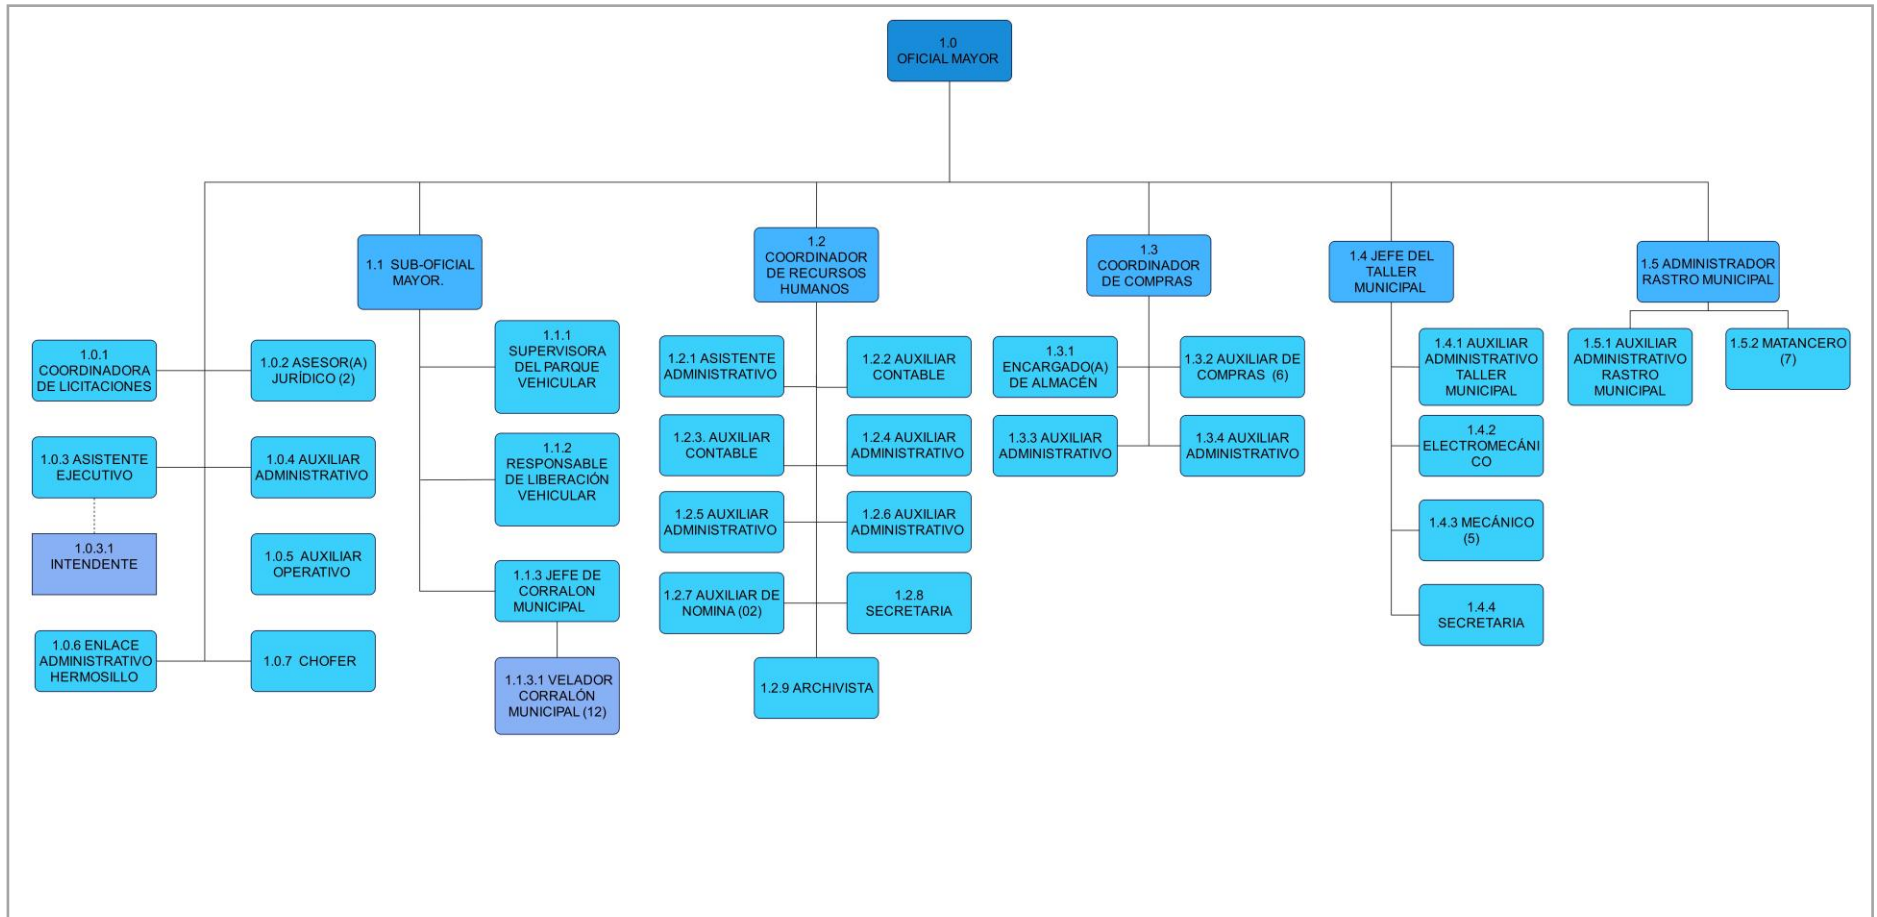 1.0
OFICIAL MAYOR
1.1 SUB-OFICIAL
MAYOR.
1.2
COORDINADOR
DE RECURSOS
HUMANOS
1.3
COORDINADOR
DE COMPRAS
1.4 JEFE DEL
TALLER
MUNICIPAL
1.5 ADMINISTRADOR
RASTRO MUNICIPAL
1.0.1
COORDINADORA
DE LICITACIONES
1.0.2 ASESOR(A)
JURÍDICO (2)
1.0.3 ASISTENTE
EJECUTIVO
1.0.4 AUXILIAR
ADMINISTRATIVO
1.0.3.1
INTENDENTE
1.0.5 AUXILIAR
OPERATIVO
1.0.6 ENLACE
ADMINISTRATIVO
HERMOSILLO
1.0.7 CHOFER
1.1.1
SUPERVISORA
DEL PARQUE
VEHICULAR
1.1.2
RESPONSABLE
DE LIBERACIÓN
VEHICULAR
1.1.3 JEFE DE
CORRALON
MUNICIPAL
1.1.3.1 VELADOR
CORRALÓN
MUNICIPAL (12)
1.2.1 ASISTENTE
ADMINISTRATIVO
1.2.2 AUXILIAR
CONTABLE
1.2.3. AUXILIAR
CONTABLE
1.2.4 AUXILIAR
ADMINISTRATIVO
1.2.5 AUXILIAR
ADMINISTRATIVO
1.2.6 AUXILIAR
ADMINISTRATIVO
1.2.7 AUXILIAR DE
NOMINA (02)
1.2.8
SECRETARIA
1.2.9 ARCHIVISTA
1.3.1
ENCARGADO(A)
DE ALMACÉN
1.3.2 AUXILIAR DE
COMPRAS (6)
1.3.3 AUXILIAR
ADMINISTRATIVO
1.3.4 AUXILIAR
ADMINISTRATIVO
1.4.1 AUXILIAR
ADMINISTRATIVO
TALLER
MUNICIPAL
1.4.2
ELECTROMECÁNI
CO
1.4.3 MECÁNICO
(5)
1.4.4
SECRETARIA
1.5.1 AUXILIAR
ADMINISTRATIVO
RASTRO
MUNICIPAL
1.5.2 MATANCERO
(7)